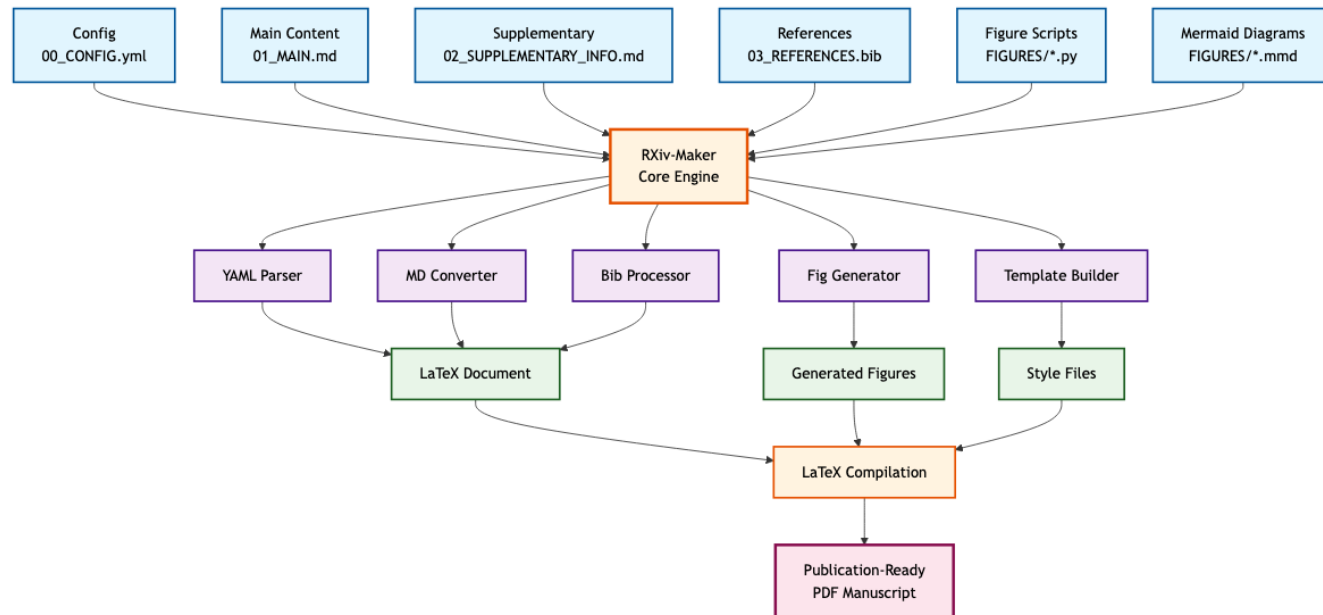 Config
00_CONFIG.yml
Main Content
01_MAIN.md
Supplementary
02_SUPPLEMENTARY_INFO.md
References
03_REFERENCES.bib
Figure Scripts
FIGURES/*.py
Mermaid Diagrams
FIGURES/*.mmd
RXiv-Maker
Core Engine
YAML Parser
MD Converter
Bib Processor
Fig Generator
Template Builder
LaTeX Document
Generated Figures
Style Files
LaTeX Compilation
Publication-Ready
PDF Manuscript